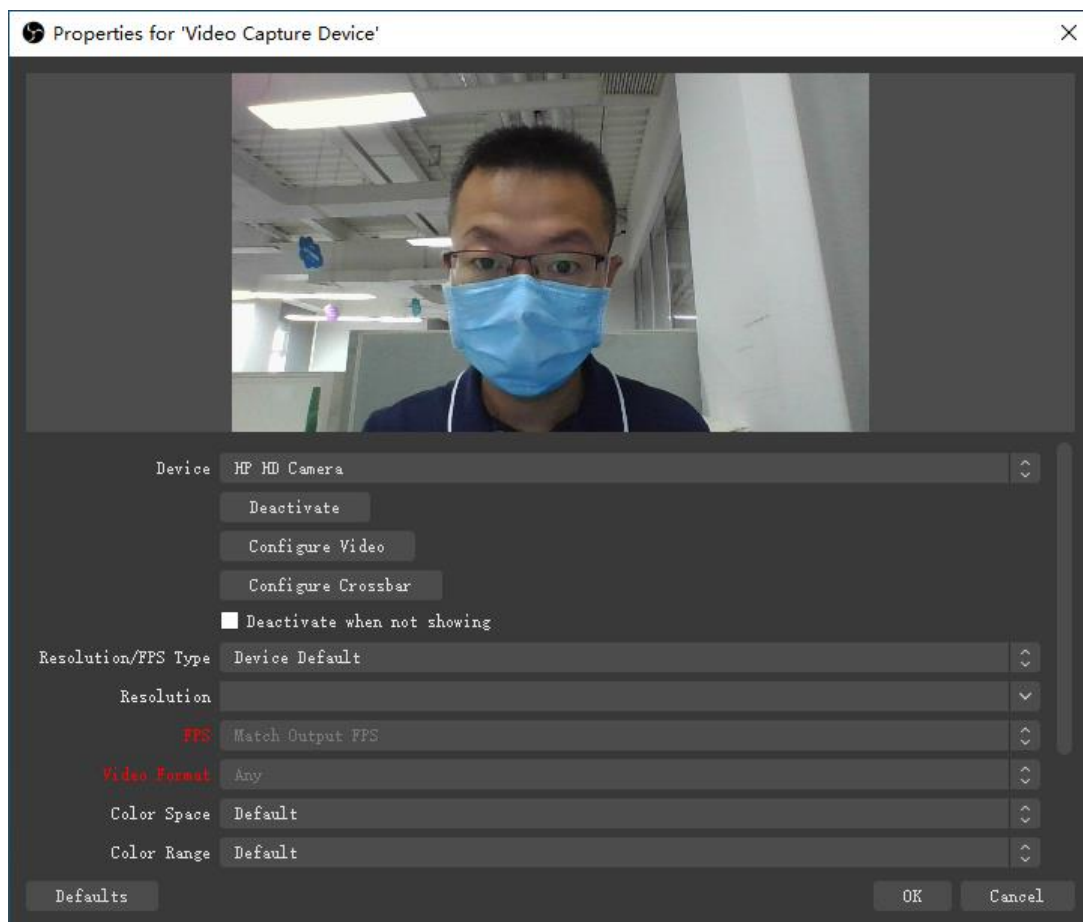 Properties for 'Video Capture Device'
Device HP HD Camera
Deactivate
Configure Video
Configure Crossbar
Deactivate when not showing
Resolution/FPS Type Device Default
Resolution
FPS Match Output FPS
Video Format Any
Color Space Default
Color Range Default
Defaults OK Cancel